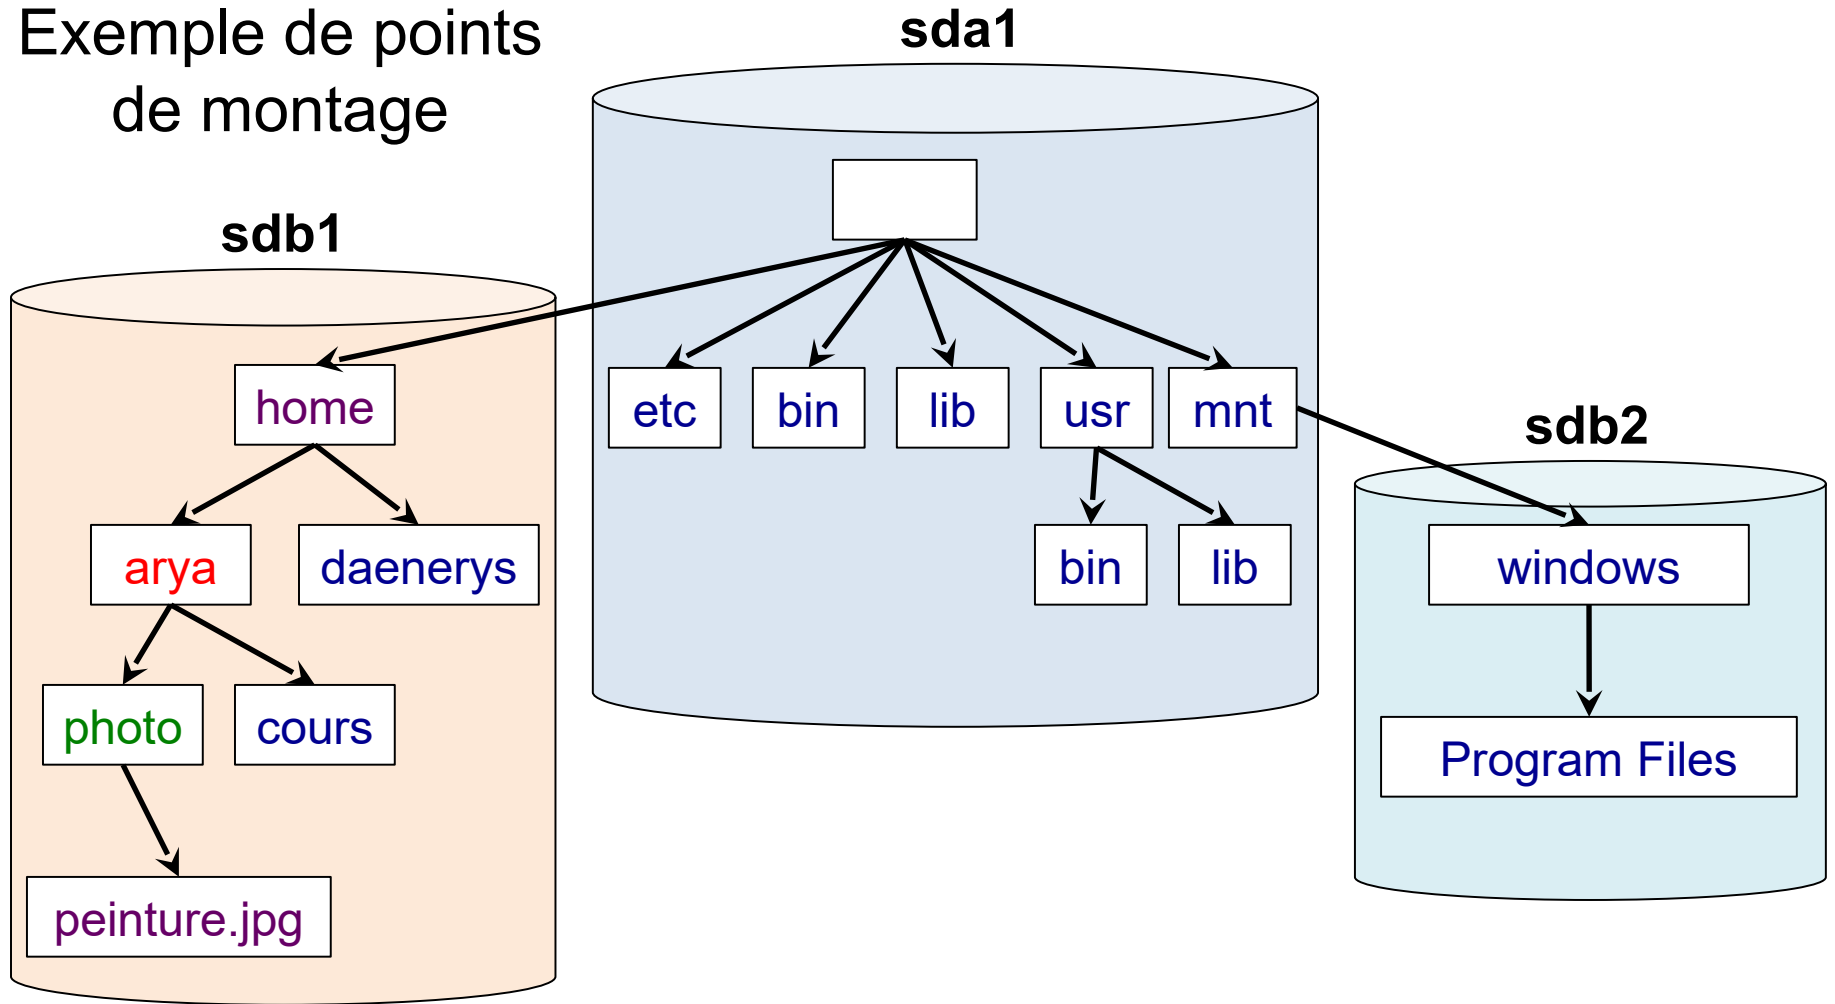 Exemple de points
de montage
sda1
sdb1
home
etc
bin
lib
usr
mnt
sdb2
arya
daenerys
bin
lib
windows
photo
cours
Program Files
peinture.jpg